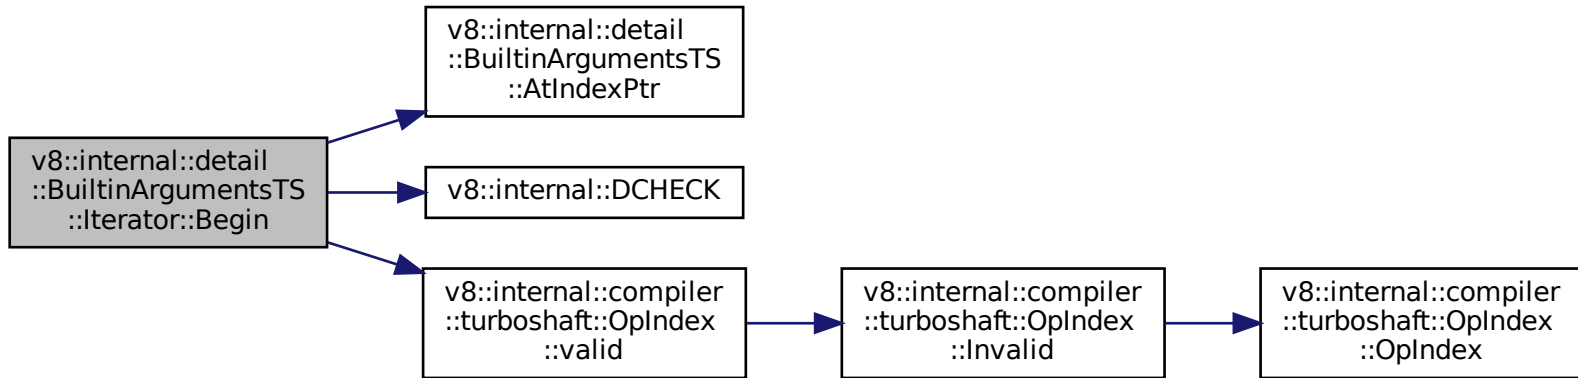 v8::internal::detail
::BuiltinArgumentsTS
::Iterator::Begin
v8::internal::detail
::BuiltinArgumentsTS
::AtIndexPtr
v8::internal::DCHECK
v8::internal::compiler
::turboshaft::OpIndex
::valid
v8::internal::compiler
::turboshaft::OpIndex
::Invalid
v8::internal::compiler
::turboshaft::OpIndex
::OpIndex